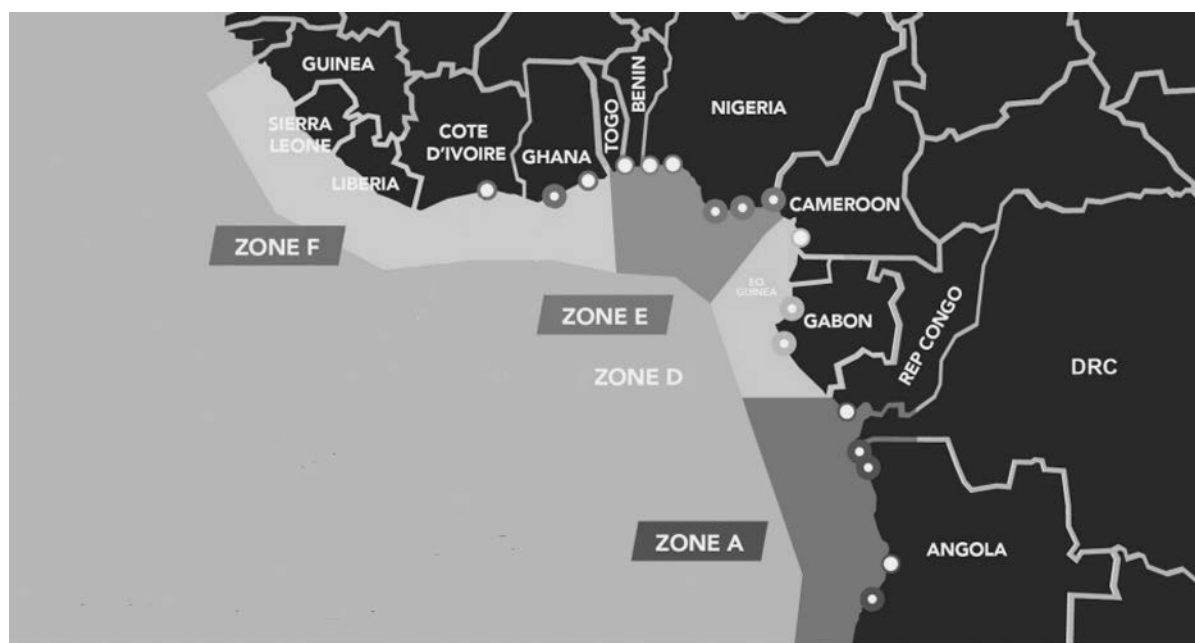 GUINEA
SIERRA
LEONE
LIBERIA
COTE
D'IVOIRE
GHANA
TOGO
BENIN
NIGERIA
CAMEROON
EQ.
GUINEA
GABON
REP CONGO
DRC
ANGOLA
ZONE F
ZONE E
ZONE D
ZONE A